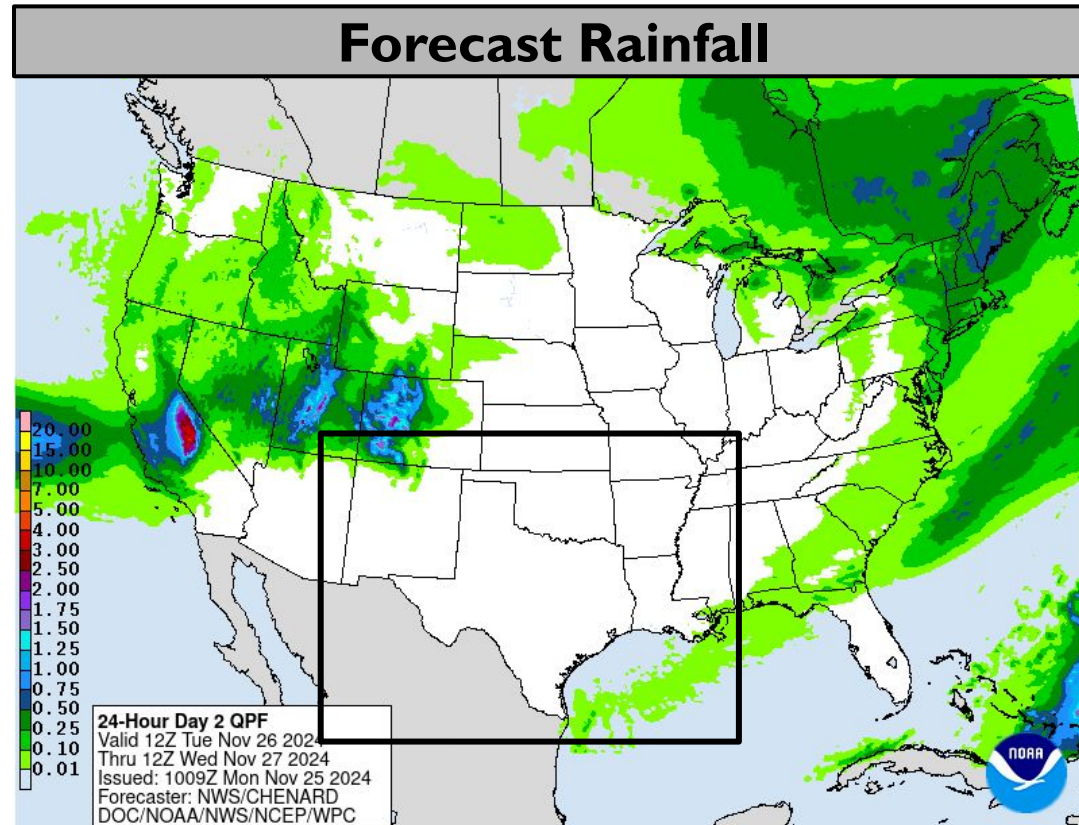 Forecast Rainfall
20.00
15.00
10.00
7.00
5.00
4.00
3.00
2.50
2.00
1.75
1.50
1.25
1.00
0.75
0.50
0.25
0.10
0.01
24-Hour Day 2 QPF
Valid 12Z Tue Nov 26 2024
Thru 12Z Wed Nov 27 2024
Issued: 1009Z Mon Nov 25 2024
Forecaster: NWS/CHENARD
DOC/NOAA/NWS/NCEP/WPC
NOAA